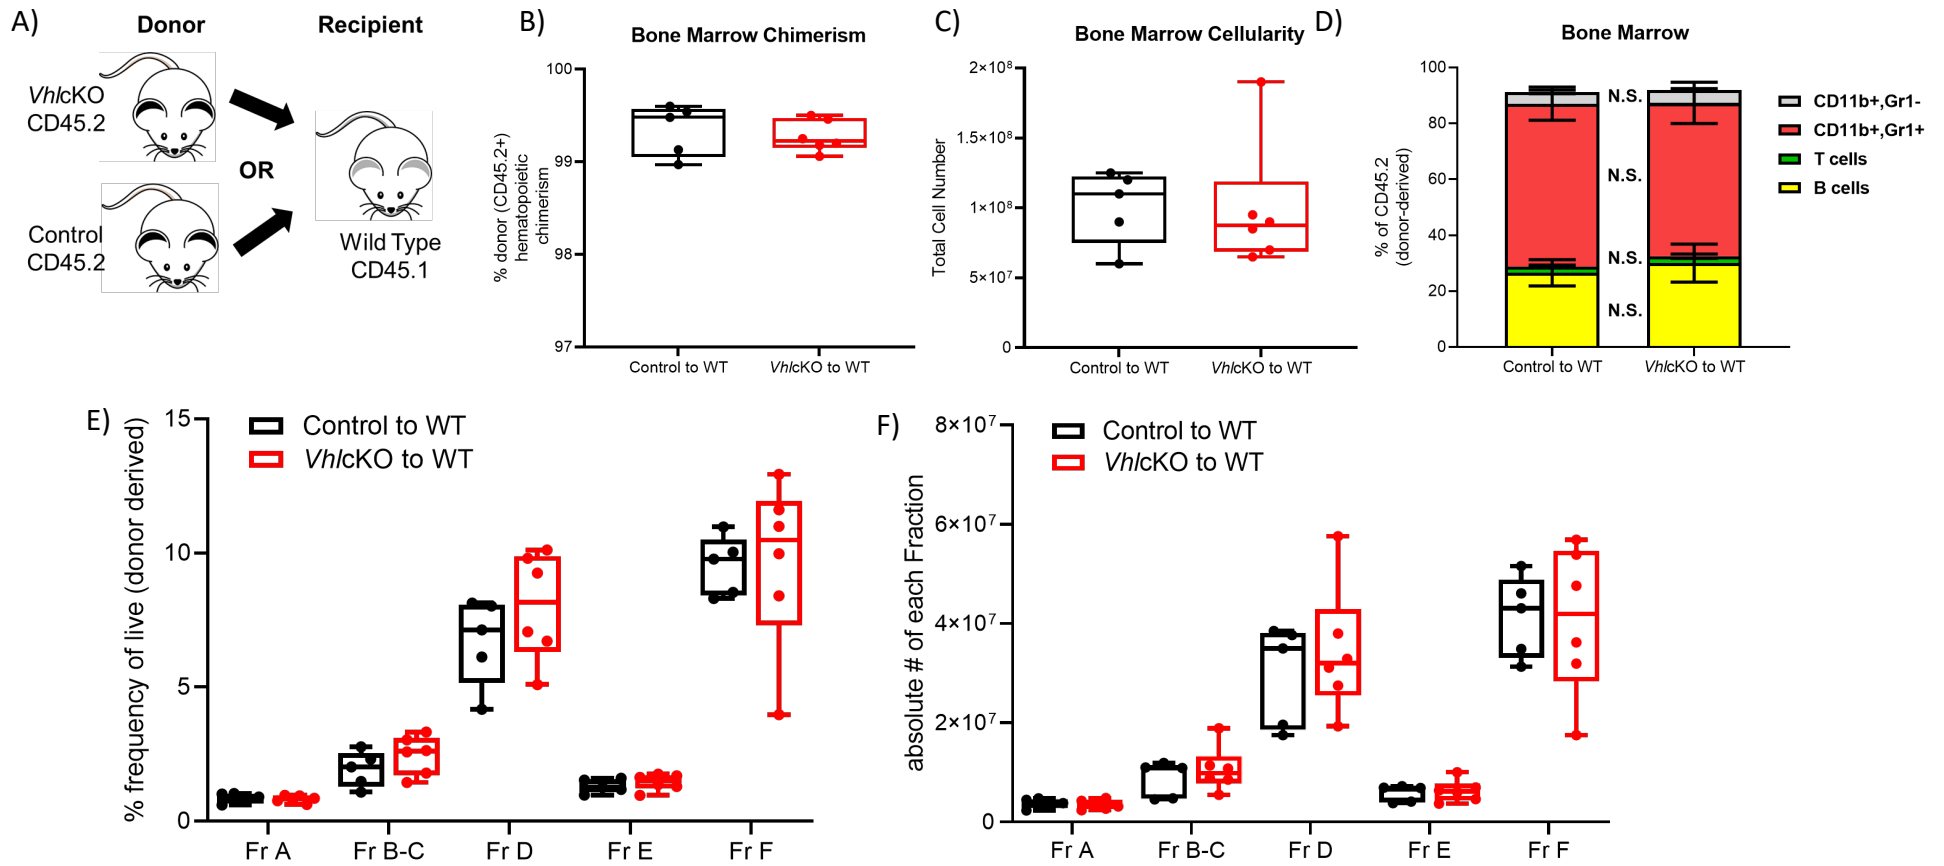 A)
Donor
Recipient
VhlcKO
CD45.2
OR
Control
CD45.2
Wild Type
CD45.1
B)
Bone Marrow Chimerism
% donor (CD45.2+)
hematopoietic
chimerism
100
99
98
97
Control to WT
VhlcKO to WT
C)
Bone Marrow Cellularity
Total Cell Number
2×10⁸
1.5×10⁸
1×10⁸
5×10⁷
0
Control to WT
VhlcKO to WT
D)
Bone Marrow
% of CD45.2
(donor-derived)
100
80
60
40
20
0
N.S.
N.S.
N.S.
N.S.
Control to WT
VhlcKO to WT
CD11b+,Gr1-
CD11b+,Gr1+
T cells
B cells
E)
% frequency of live (donor derived)
15
10
5
0
Control to WT
VhlcKO to WT
Fr A
Fr B-C
Fr D
Fr E
Fr F
F)
absolute # of each Fraction
8×10⁷
6×10⁷
4×10⁷
2×10⁷
0
Control to WT
VhlcKO to WT
Fr A
Fr B-C
Fr D
Fr E
Fr F